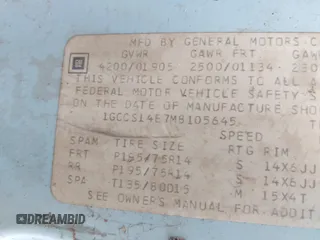 MFD BY GENERAL MOTORS C
GVWR GAWR FRT GAW
GM
4200/01905 2500/01134 230
THIS VEHICLE CONFORMS TO ALL A
FEDERAL MOTOR VEHICLE SAFETY S
ON THE DATE OF MANUFACTURE SHO
1GCCS14E7M8105645
SPEED
SPAM TIRE SIZE RTG RIM
FRT P195/75R14 S 14X6JJ
RR P195/75R14 S 14X6JJ
SPA T135/80D15 M 15X4T
SEE OWNERS MANUAL FOR ADDIT
DREAMBID